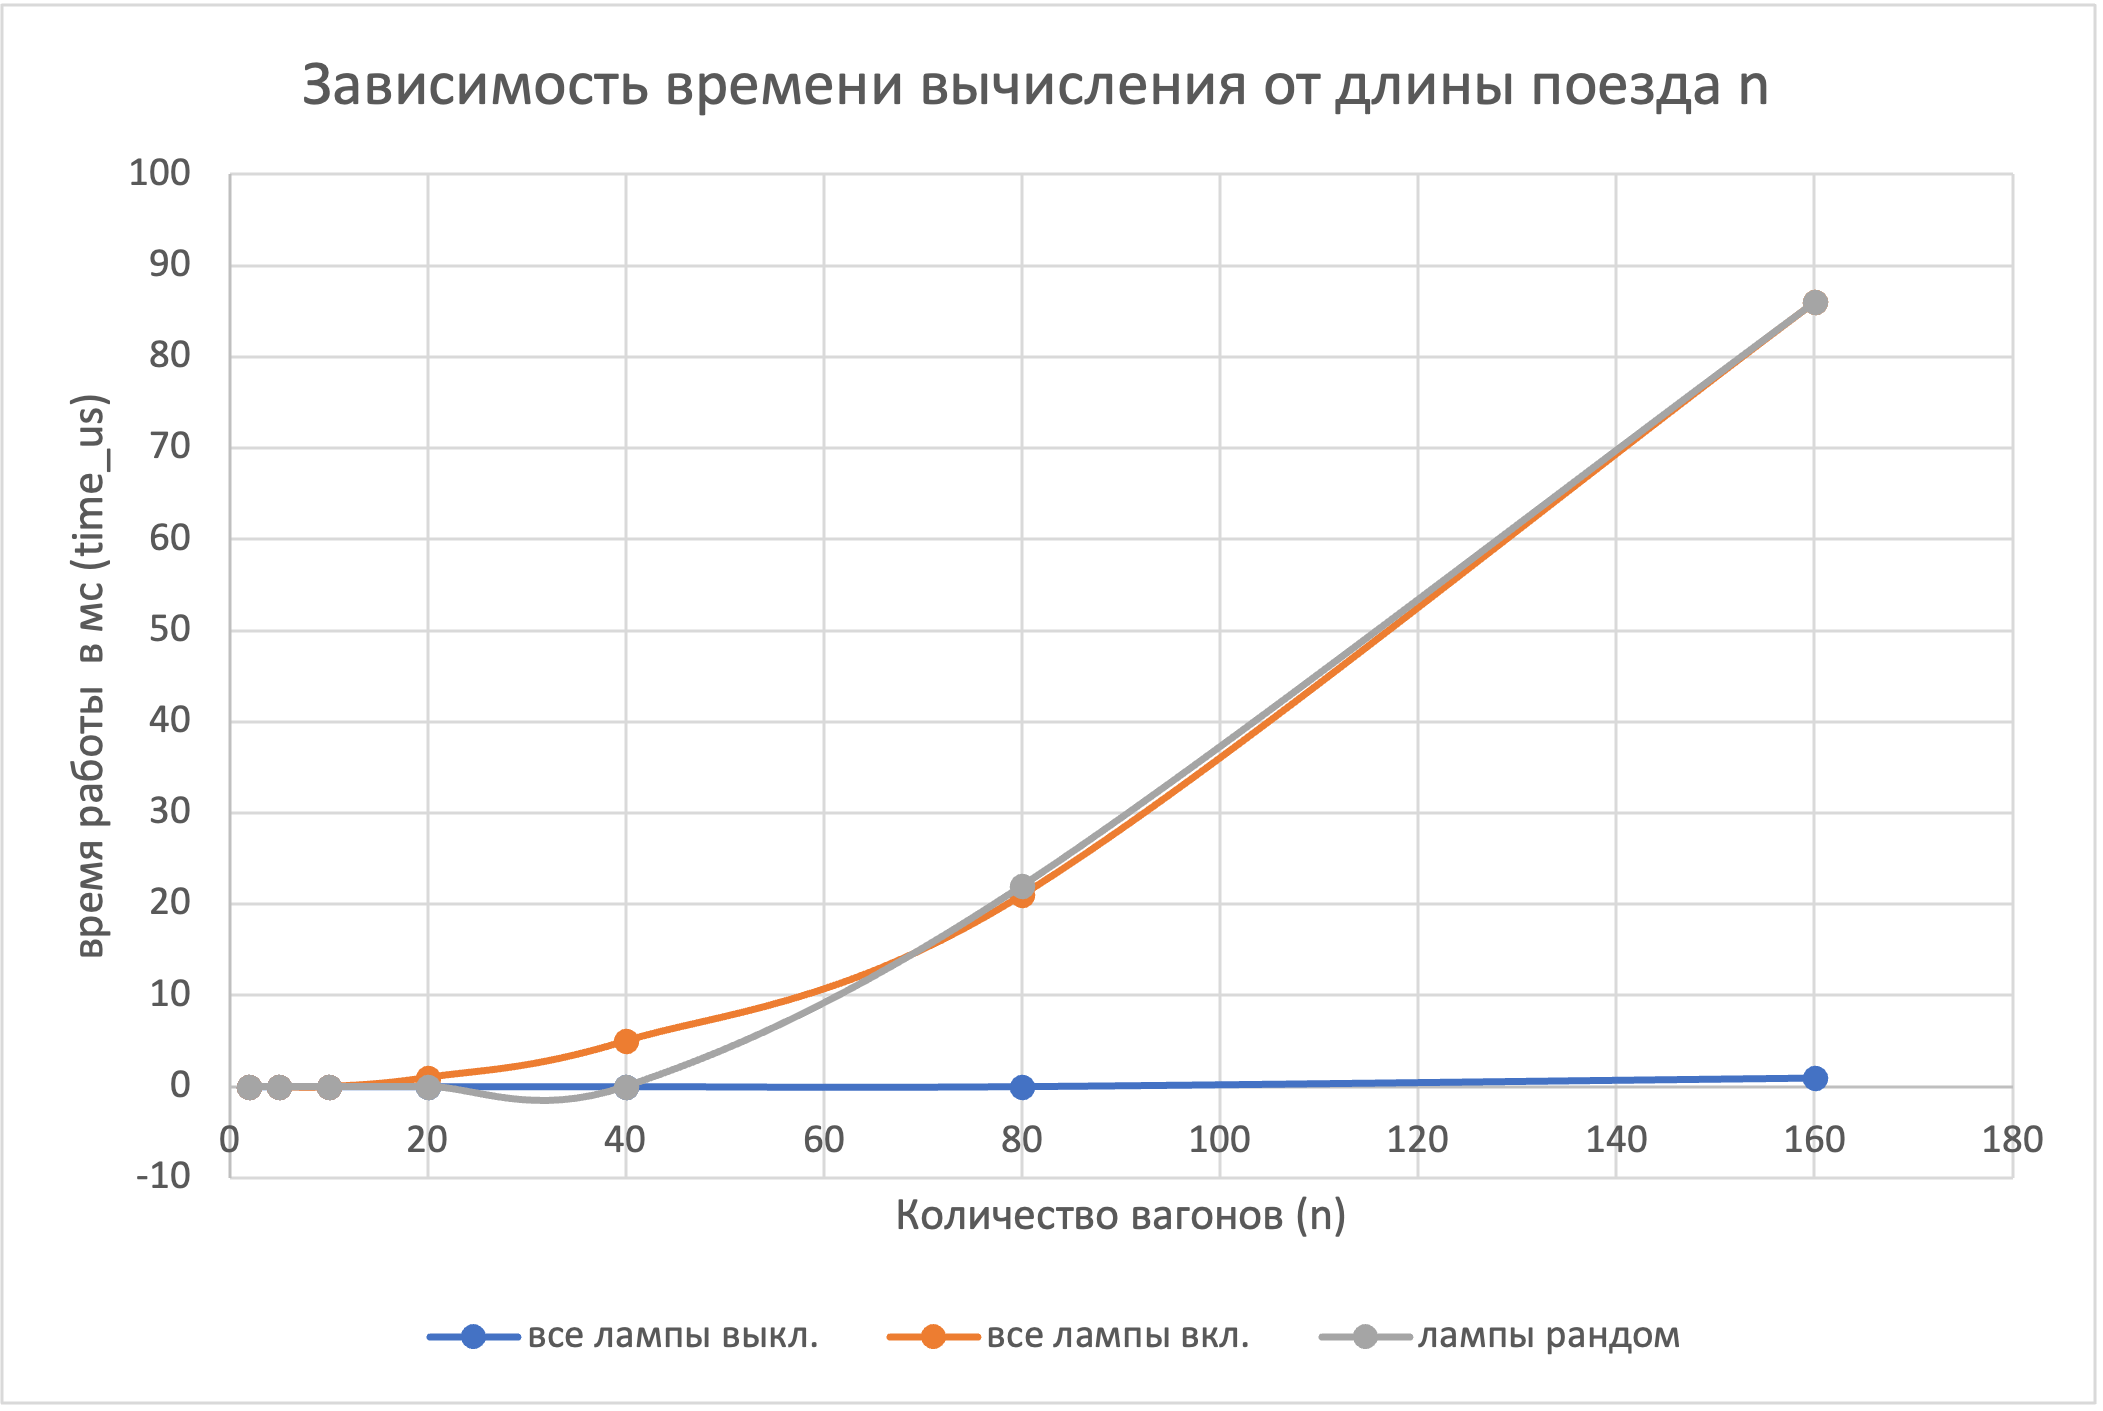 Зависимость времени вычисления от длины поезда n
100
90
80
70
60
50
40
30
20
10
0
-10
время работы в мс (time_us)
0 20 40 60 80 100 120 140 160 180
Количество вагонов (n)
все лампы выкл. все лампы вкл. лампы рандом